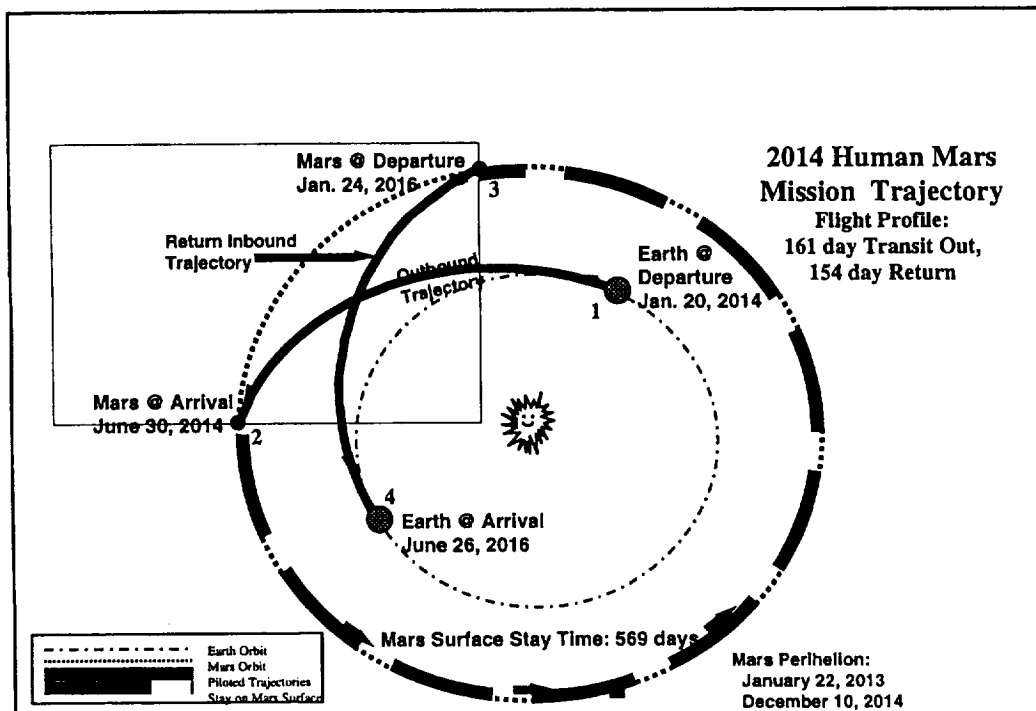 2014 Human Mars
Mission Trajectory
Flight Profile:
161 day Transit Out,
154 day Return
Mars @ Departure
Jan. 24, 2016
3
Return Inbound
Trajectory
Outbound
Trajectory
Earth @
Departure
Jan. 20, 2014
1
Mars @ Arrival
June 30, 2014
2
4
Earth @ Arrival
June 26, 2016
Mars Surface Stay Time: 569 days
Earth Orbit
Mars Orbit
Piloted Trajectories
Stay on Mars Surface
Mars Perihelion:
January 22, 2013
December 10, 2014